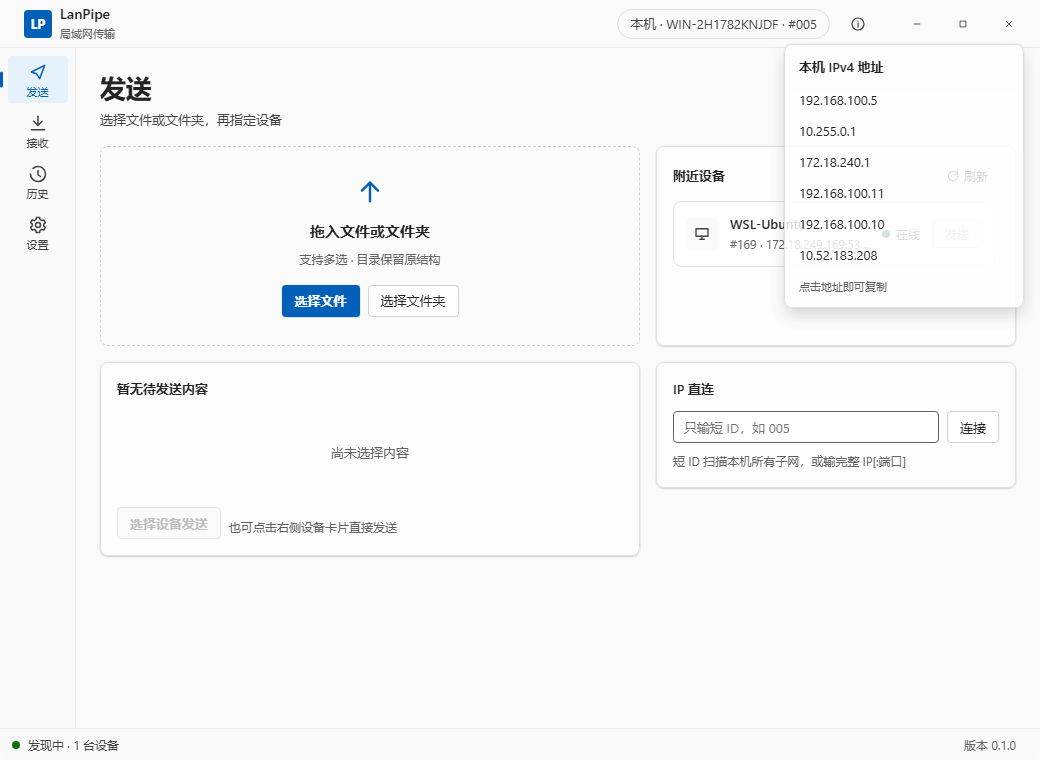 LP
LanPipe
局域网传输
本机 · WIN-2H1782KNJDF · #005
发送
接收
历史
设置
发送
选择文件或文件夹，再指定设备
拖入文件或文件夹
支持多选 · 目录保留原结构
选择文件
选择文件夹
附近设备
刷新
WSL-Ubunt
#169 · 172.18.249.169:53...
在线
发送
本机 IPv4 地址
192.168.100.5
10.255.0.1
172.18.240.1
192.168.100.11
192.168.100.10
10.52.183.208
点击地址即可复制
暂无待发送内容
尚未选择内容
选择设备发送
也可点击右侧设备卡片直接发送
IP 直连
只输短 ID，如 005
连接
短 ID 扫描本机所有子网，或输完整 IP[:端口]
发现中 · 1 台设备
版本 0.1.0